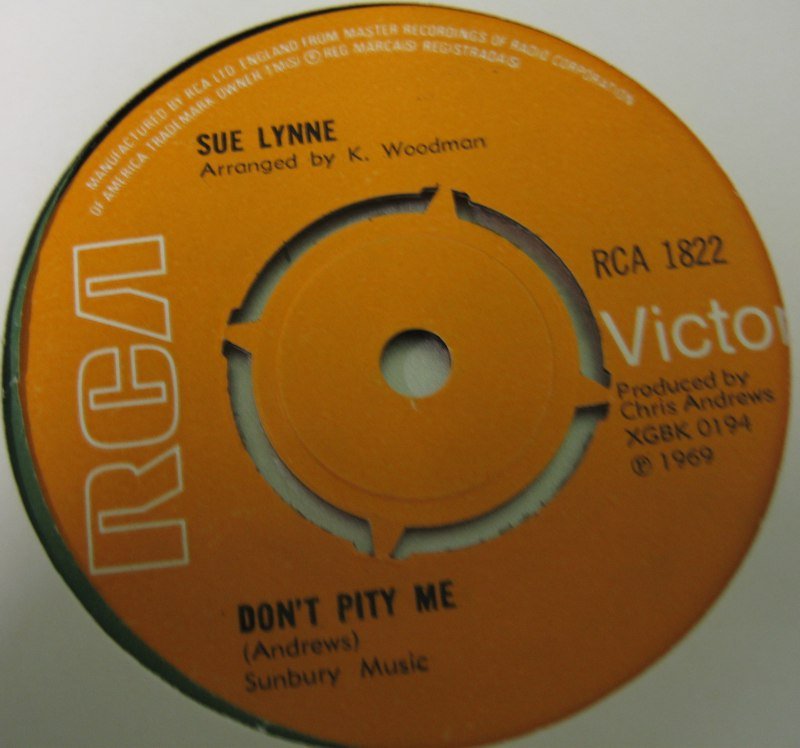 MANUFACTURED BY RCA LTD. ENGLAND FROM MASTER RECORDINGS OF RADIO CORPORATION
OF AMERICA TRADEMARK OWNER TM(S) ® REG MARCA(S) REGISTRADA(S)
SUE LYNNE
Arranged by K. Woodman
RCA
RCA 1822
Victor
Produced by
Chris Andrews
XGBK 0194
℗ 1969
DON'T PITY ME
(Andrews)
Sunbury Music